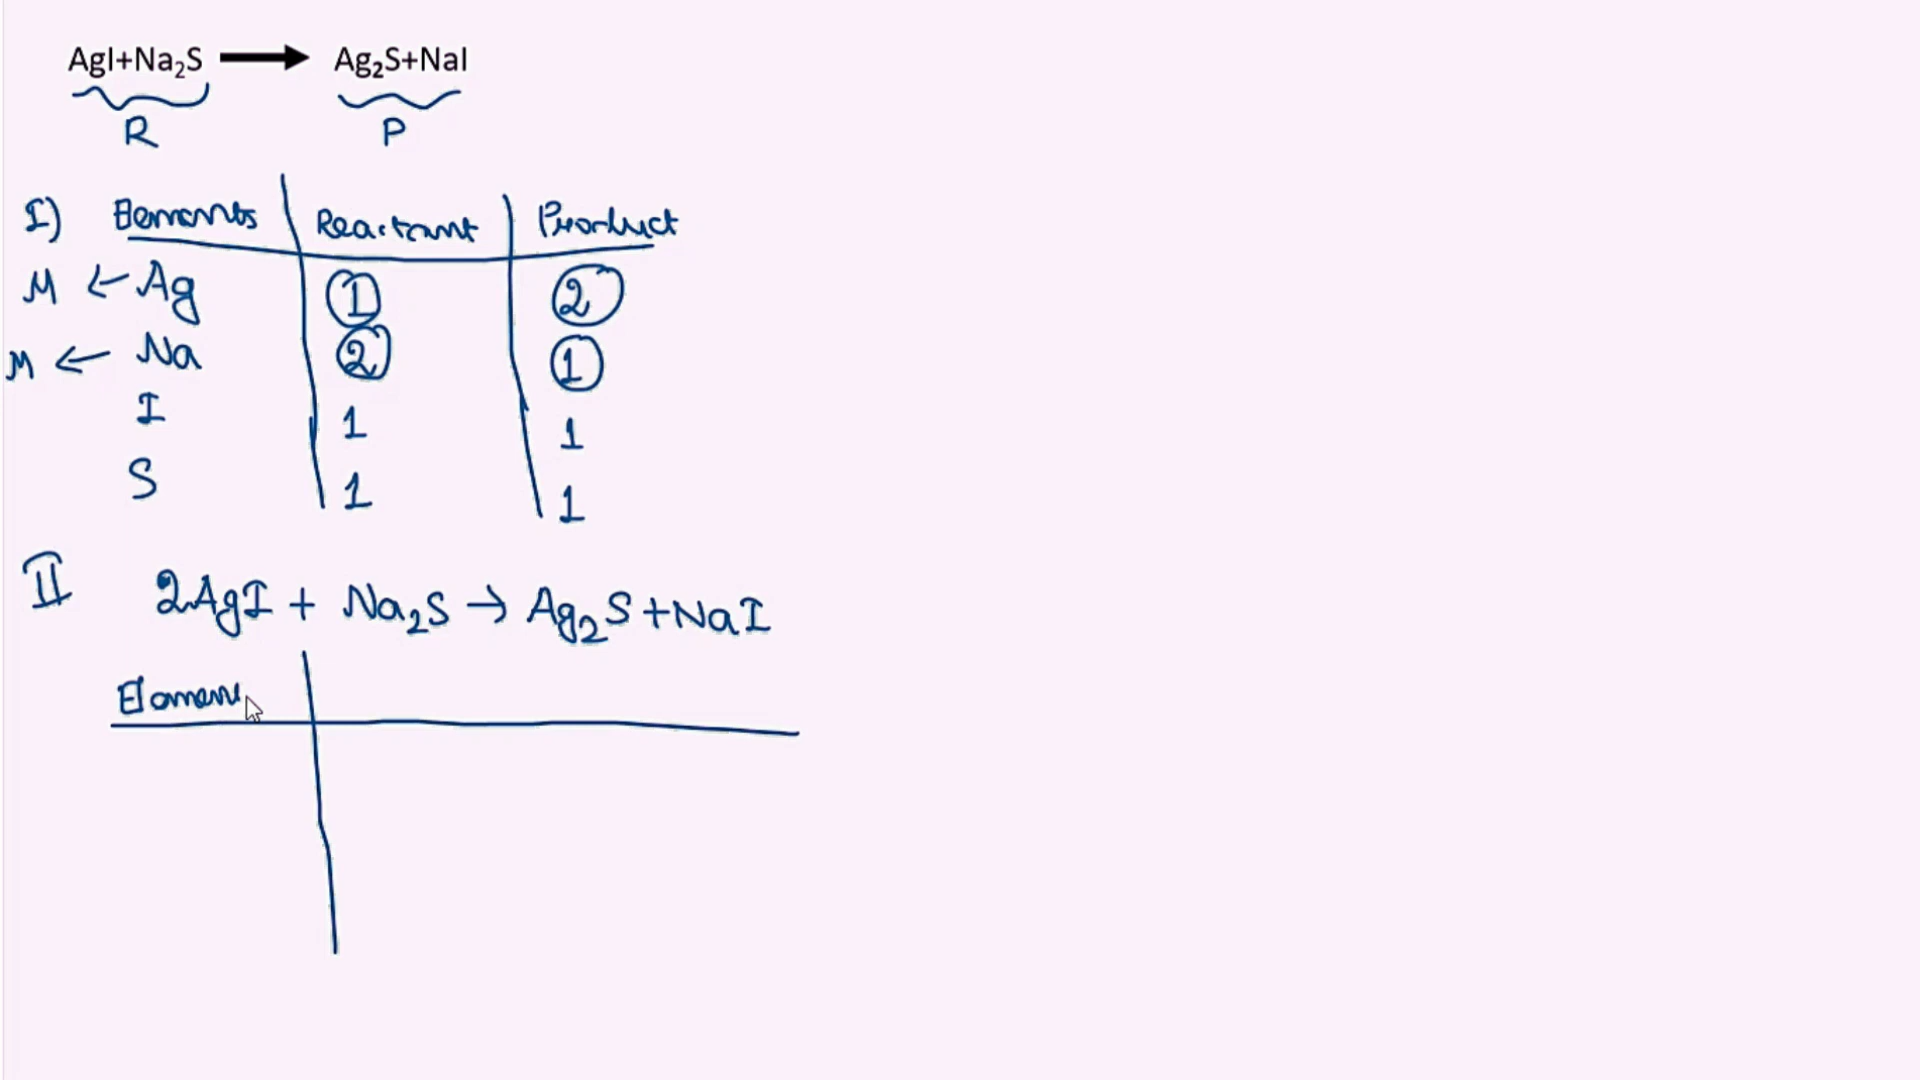 AgI+Na₂S → Ag₂S+NaI
R P
I) Elements Reactant Product
M ← Ag 1 2
M ← Na 2 1
I 1 1
S 1 1
II 2AgI + Na₂S → Ag₂S+NaI
Element